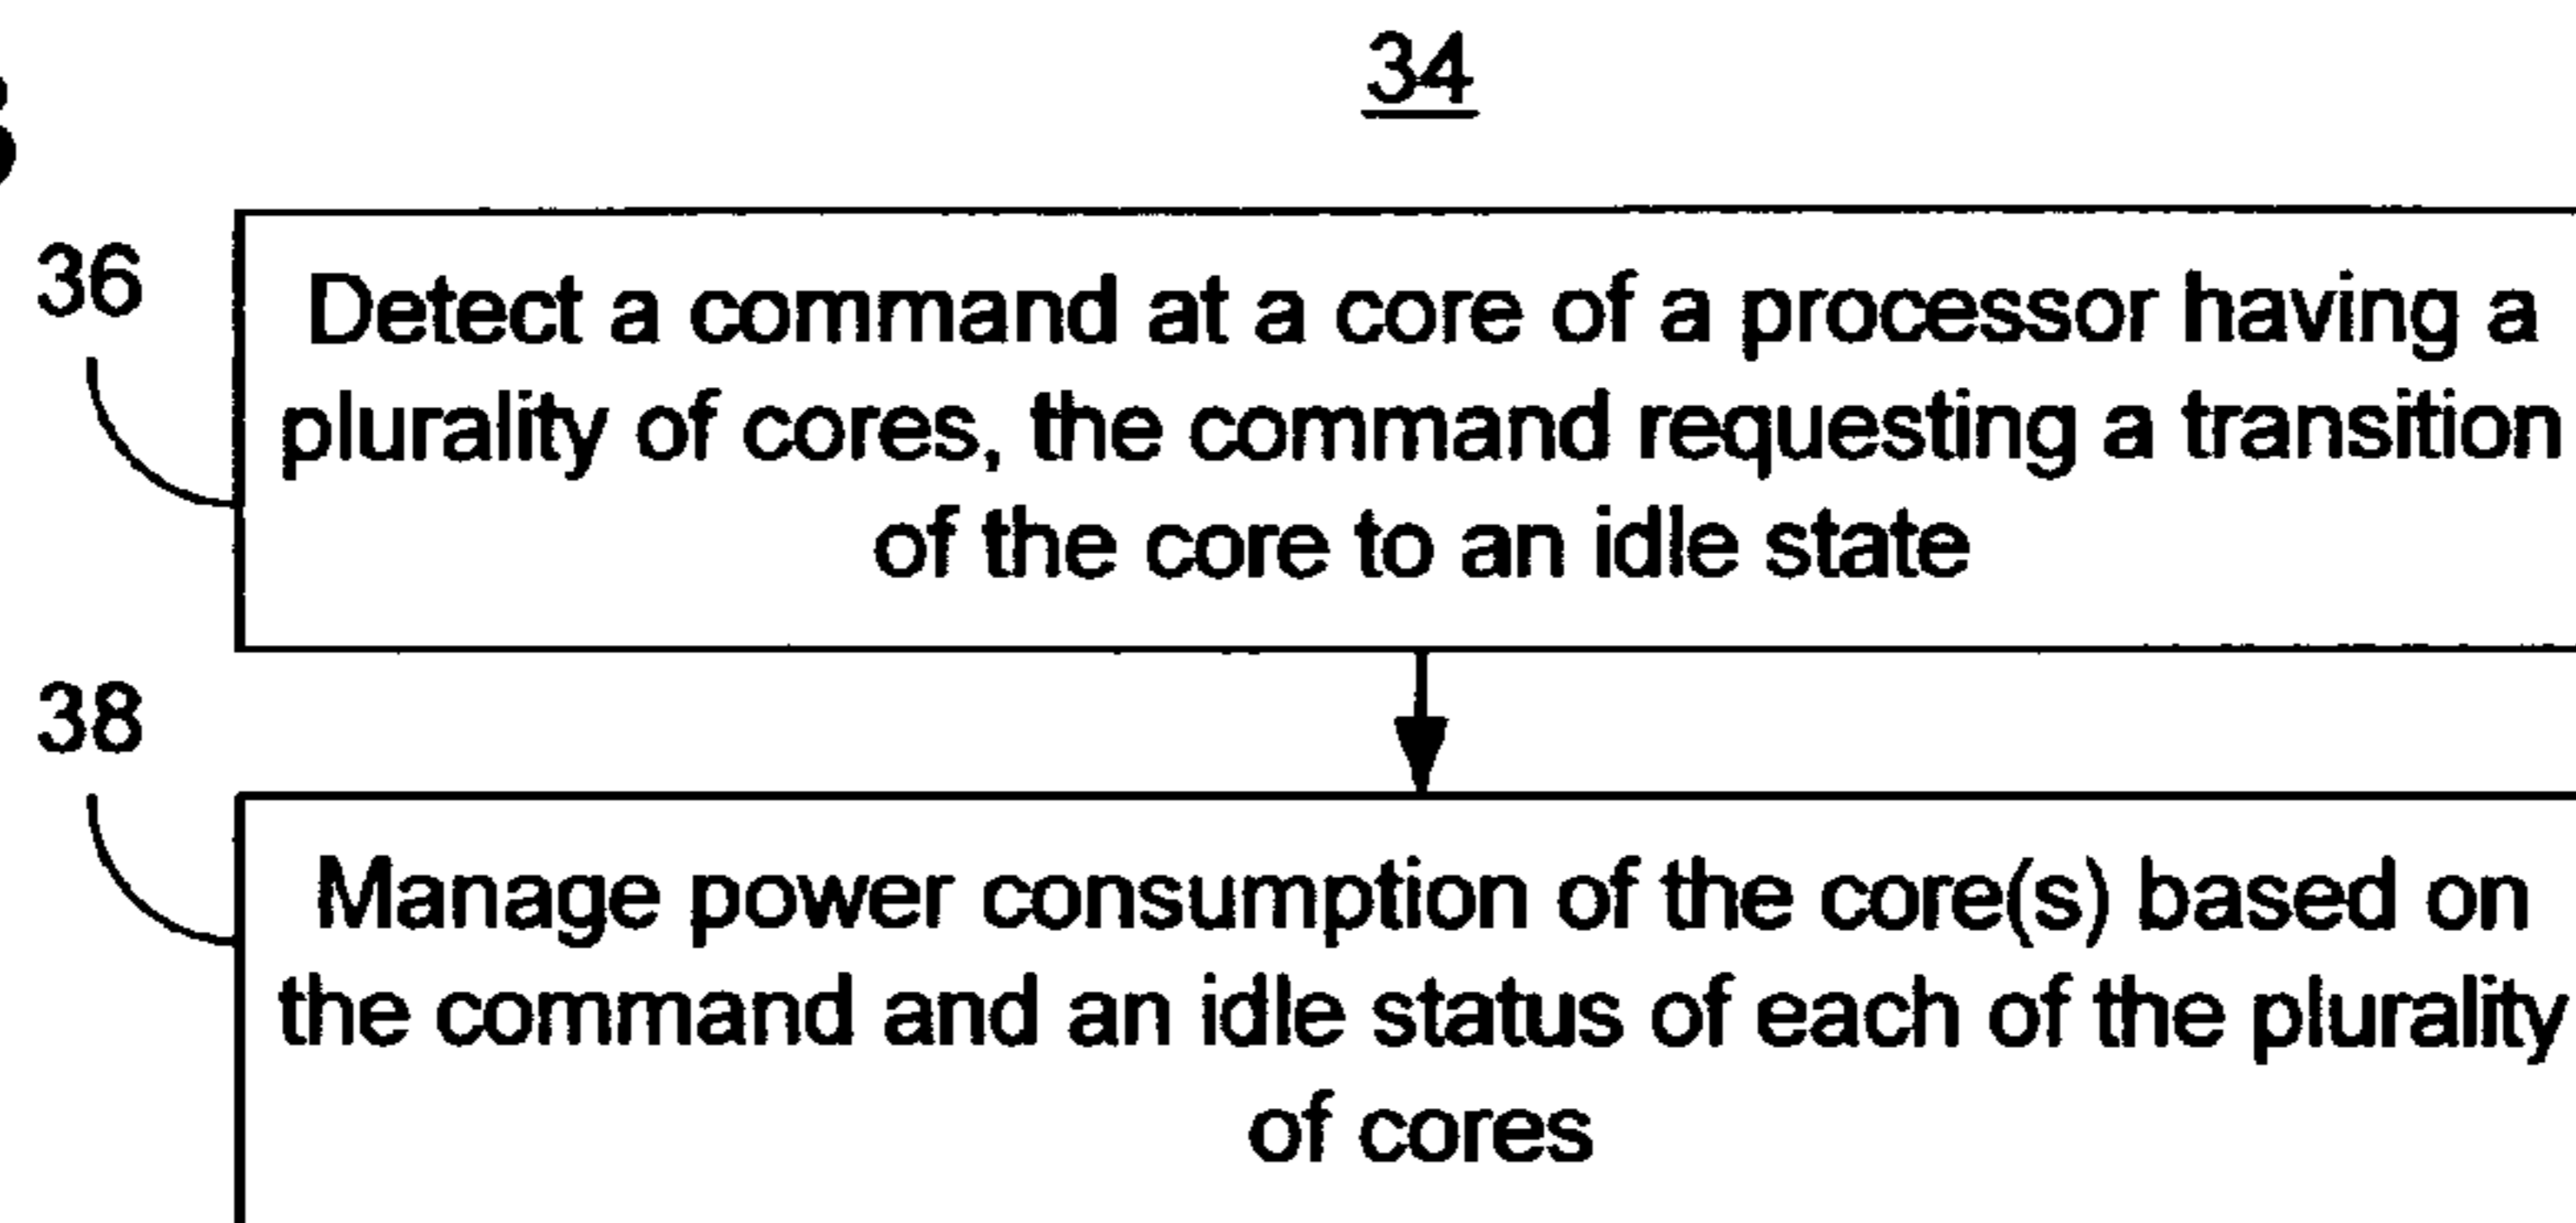 34
36
Detect a command at a core of a processor having a
plurality of cores, the command requesting a transition
of the core to an idle state
38
Manage power consumption of the core(s) based on
the command and an idle status of each of the plurality
of cores